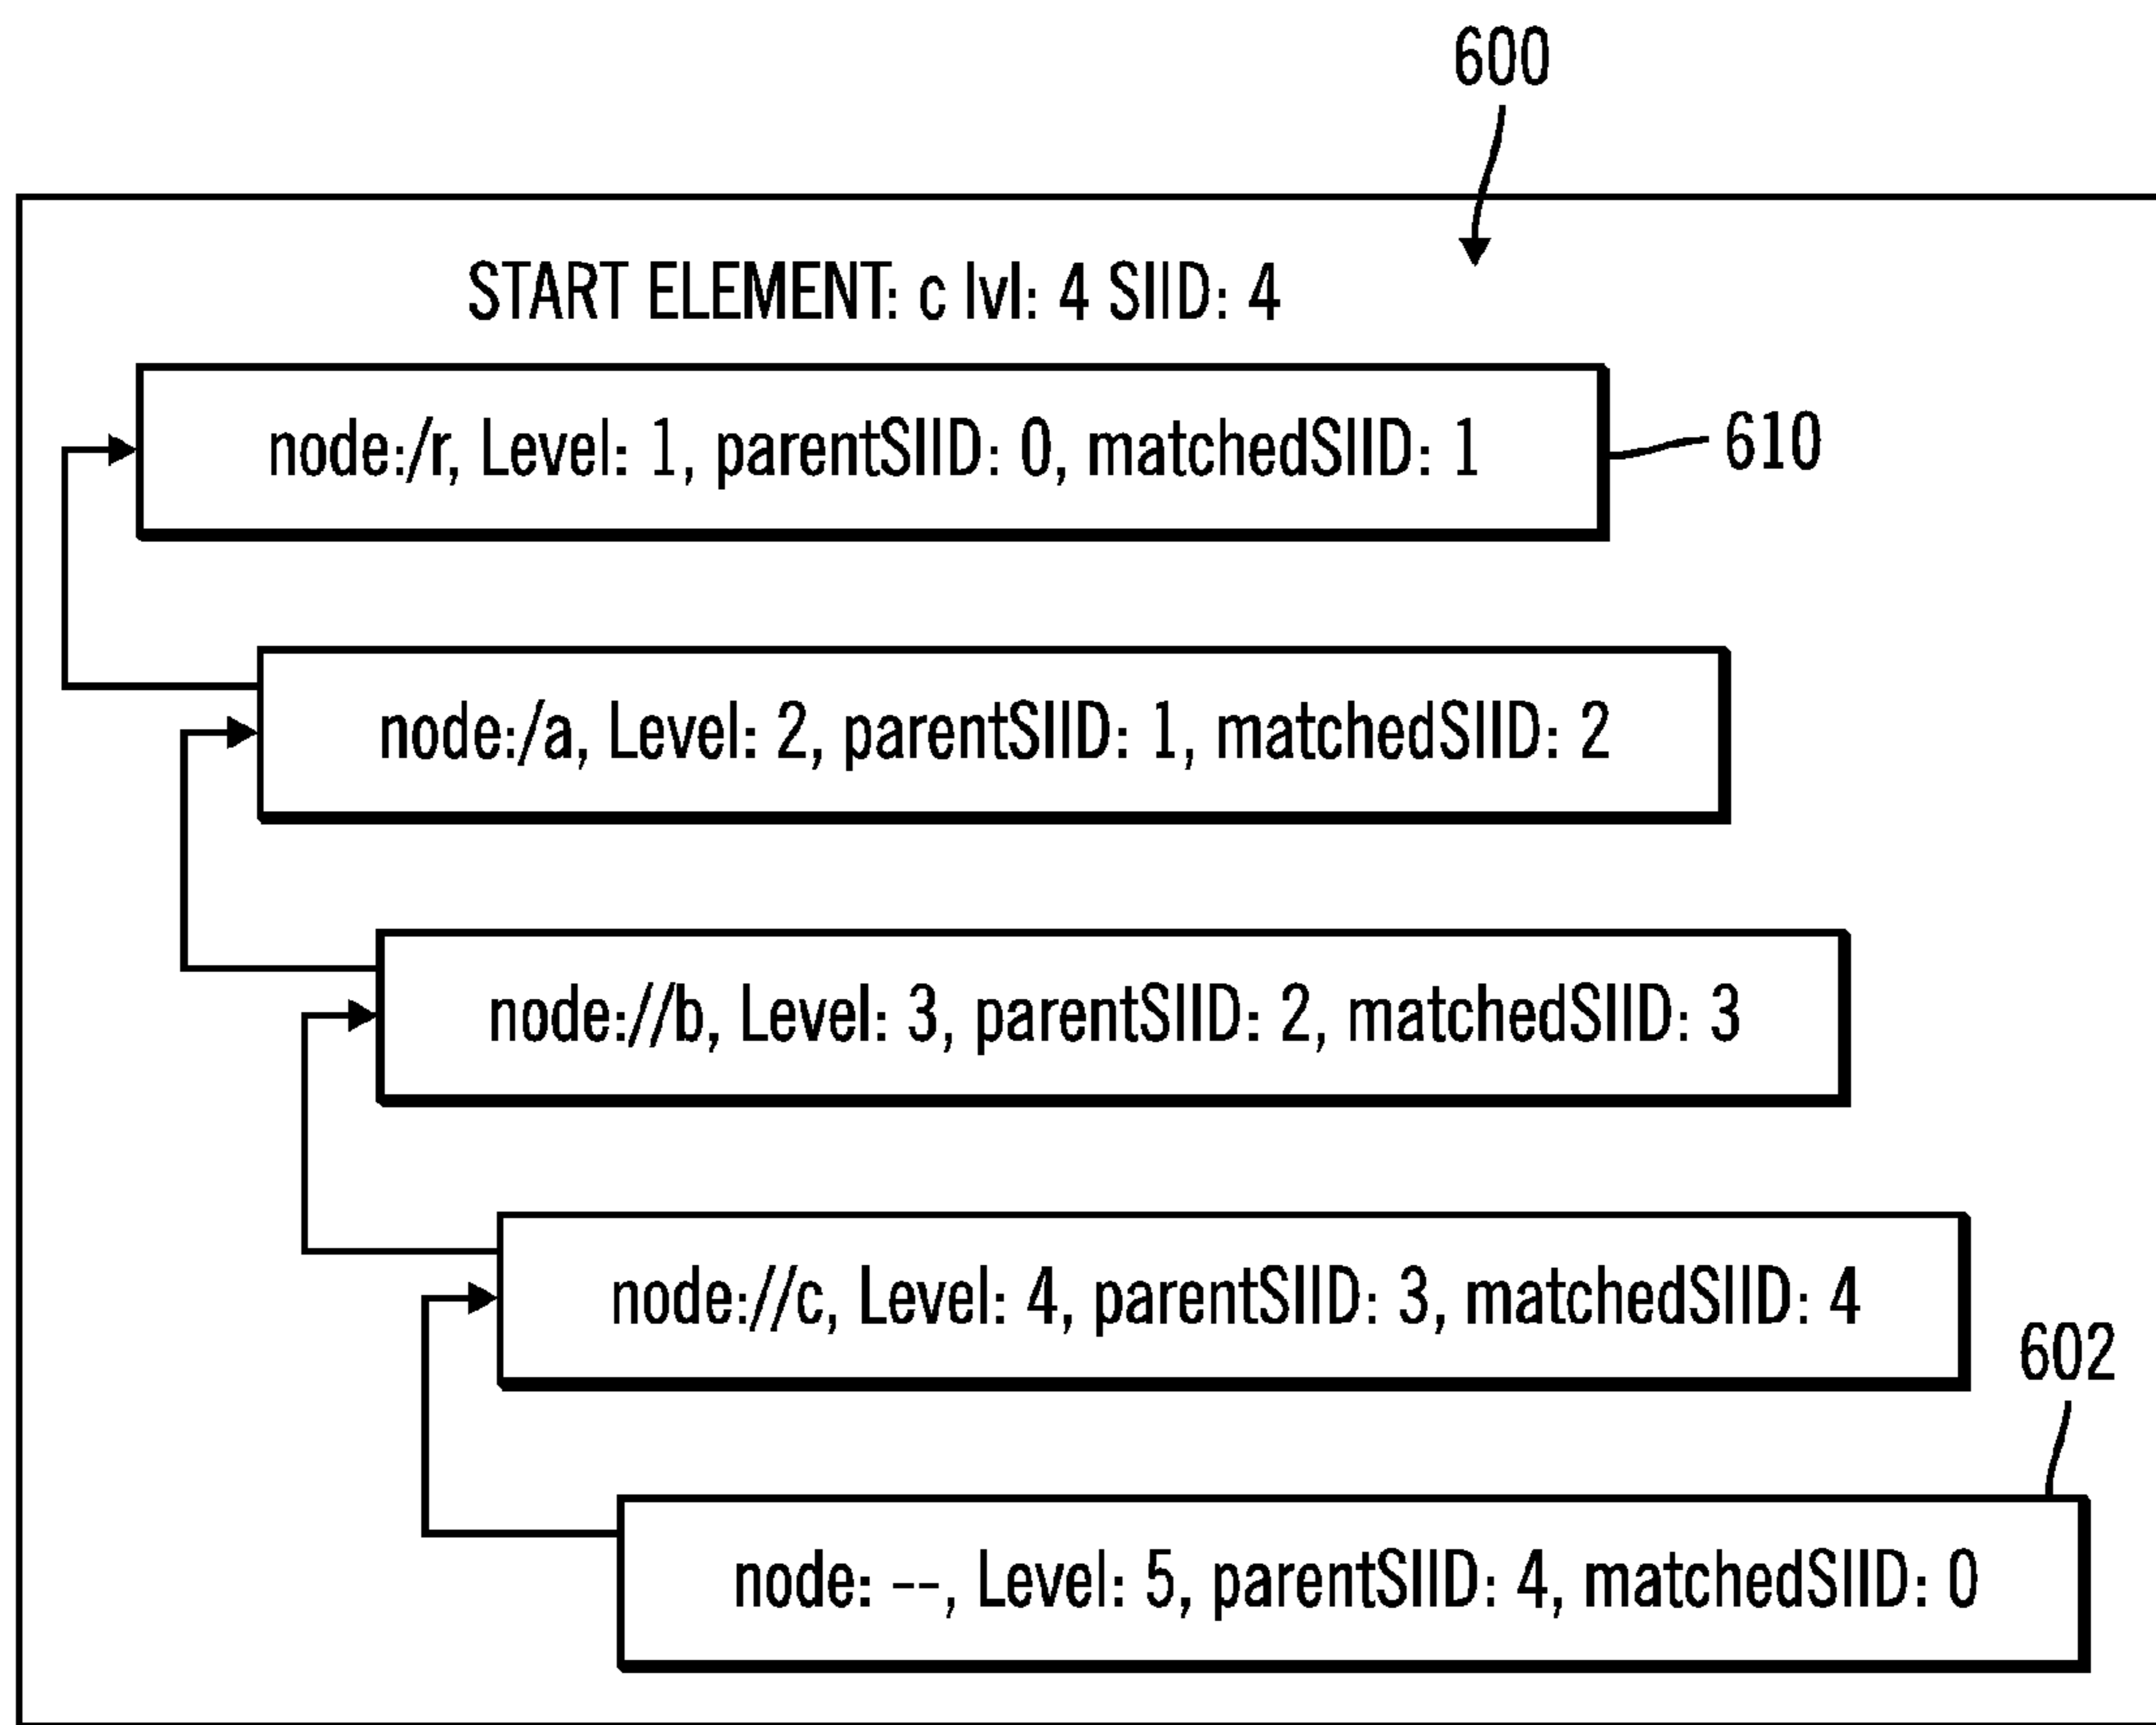 600
START ELEMENT: c lvl: 4 SIID: 4
node:/r, Level: 1, parentSIID: 0, matchedSIID: 1
610
node:/a, Level: 2, parentSIID: 1, matchedSIID: 2
node://b, Level: 3, parentSIID: 2, matchedSIID: 3
node://c, Level: 4, parentSIID: 3, matchedSIID: 4
602
node: --, Level: 5, parentSIID: 4, matchedSIID: 0